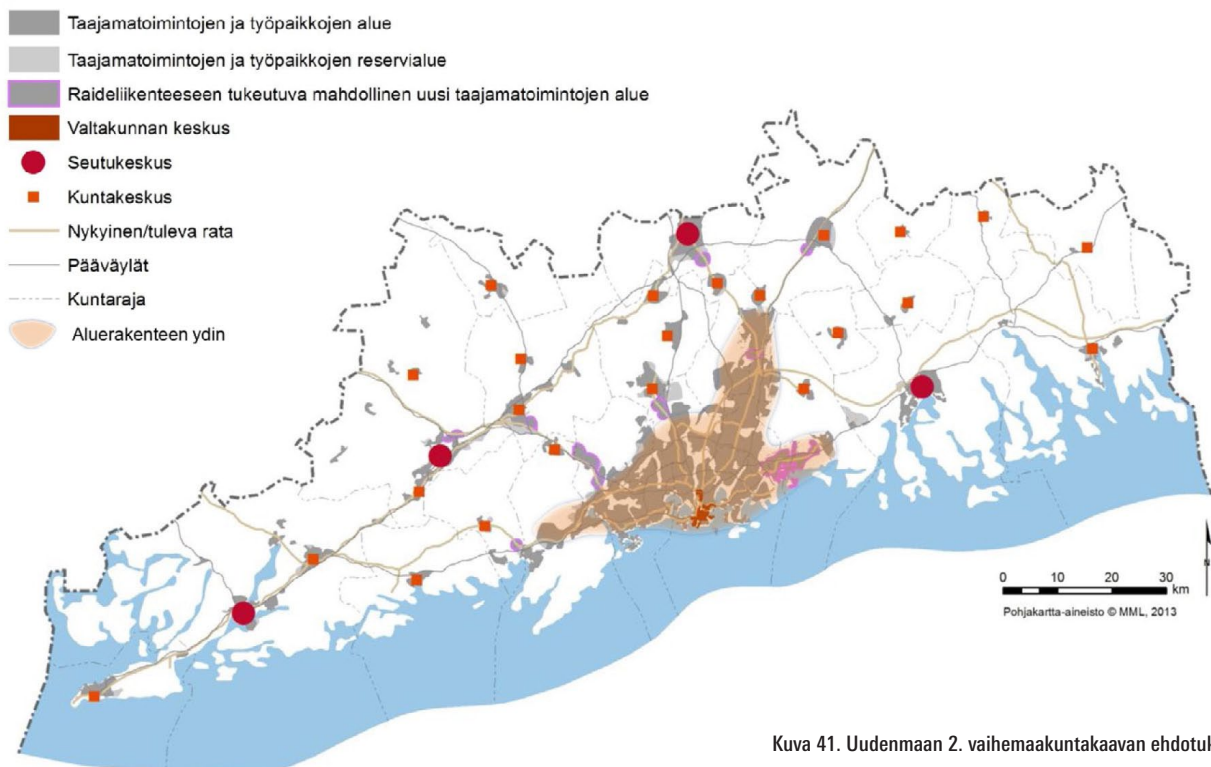 Taajamatoimintojen ja työpaikkojen alue
Taajamatoimintojen ja työpaikkojen reservialue
Raideliikenteeseen tukeutuva mahdollinen uusi taajamatoimintojen alue
Valtakunnan keskus
Seutukeskus
Kuntakeskus
Nykyinen/tuleva rata
Pääväylät
Kuntaraja
Aluerakenteen ydin
N
0 10 20 30
km
Pohjakartta-aineisto © MML, 2013
Kuva 41. Uudenmaan 2. vaihemaakuntakaavan